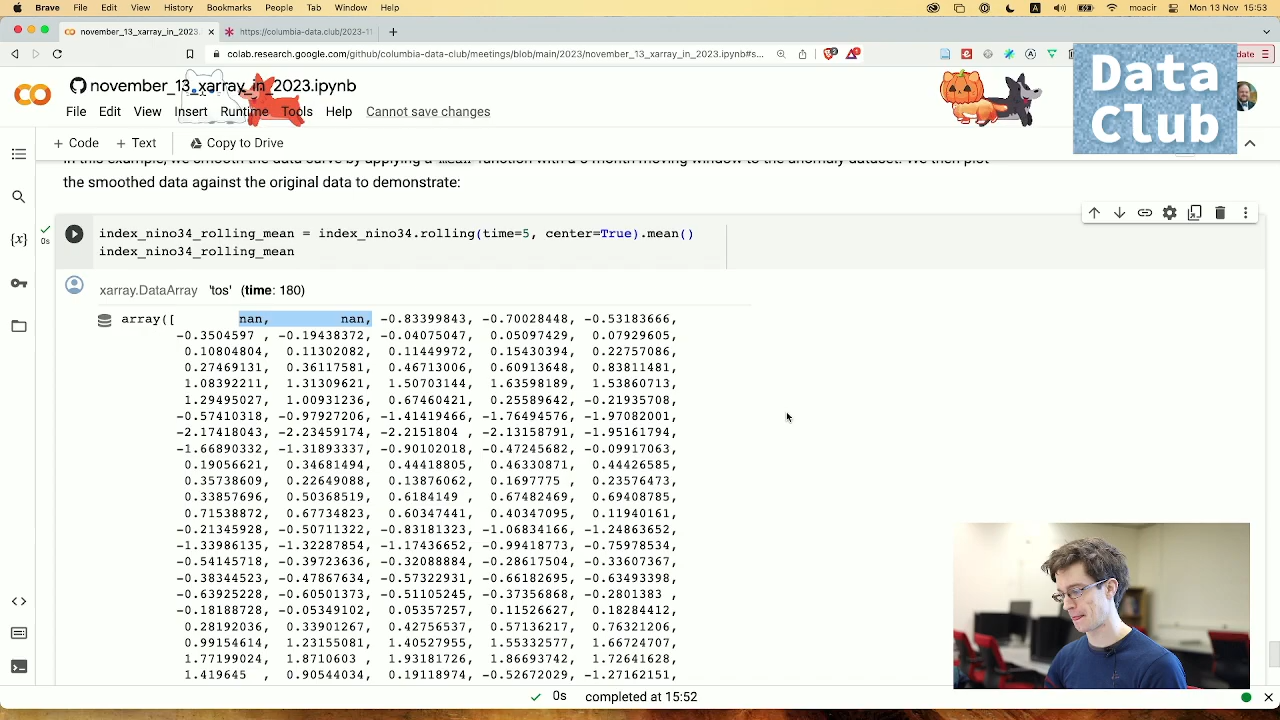 Brave File Edit View History Bookmarks People Tab Window Help
A moacir Mon 13 Nov 15:53
november_13_xarray_in_2023. https://columbia-data.club/2023-11
colab.research.google.com/github/columbia-data-club/meetings/blob/main/2023/november_13_xarray_in_2023.ipynb#s...
Data
Club
november_13_xarray_in_2023.ipynb
File Edit View Insert Runtime Tools Help Cannot save changes
+ Code + Text Copy to Drive
the smoothed data against the original data to demonstrate:
0s
index_nino34_rolling_mean = index_nino34.rolling(time=5, center=True).mean()
index_nino34_rolling_mean
xarray.DataArray 'tos' (time: 180)
array([ nan, nan, -0.83399843, -0.70028448, -0.53183666,
-0.3504597 , -0.19438372, -0.04075047, 0.05097429, 0.07929605,
0.10804804, 0.11302082, 0.11449972, 0.15430394, 0.22757086,
0.27469131, 0.36117581, 0.46713006, 0.60913648, 0.83811481,
1.08392211, 1.31309621, 1.50703144, 1.63598189, 1.53860713,
1.29495027, 1.00931236, 0.67460421, 0.25589642, -0.21935708,
-0.57410318, -0.97927206, -1.41419466, -1.76494576, -1.97082001,
-2.17418043, -2.23459174, -2.2151804 , -2.13158791, -1.95161794,
-1.66890332, -1.31893337, -0.90102018, -0.47245682, -0.09917063,
0.19056621, 0.34681494, 0.44418805, 0.46330871, 0.44426585,
0.35738609, 0.22649088, 0.13876062, 0.1697775 , 0.23576473,
0.33857696, 0.50368519, 0.6184149 , 0.67482469, 0.69408785,
0.71538872, 0.67734823, 0.60347441, 0.40347095, 0.11940161,
-0.21345928, -0.50711322, -0.83181323, -1.06834166, -1.24863652,
-1.33986135, -1.32287854, -1.17436652, -0.99418773, -0.75978534,
-0.54145718, -0.39723636, -0.32088884, -0.28617504, -0.33607367,
-0.38344523, -0.47867634, -0.57322931, -0.66182695, -0.63493398,
-0.63925228, -0.60501373, -0.51105245, -0.37356868, -0.2801383 ,
-0.18188728, -0.05349102, 0.05357257, 0.11526627, 0.18284412,
0.28192036, 0.33901267, 0.42756537, 0.57136217, 0.76321206,
0.99154614, 1.23155081, 1.40527955, 1.55332577, 1.66724707,
1.77199024, 1.8710603 , 1.93181726, 1.86693742, 1.72641628,
1.419645 , 0.90544034, 0.19118974, -0.52672029, -1.27162151,
0s completed at 15:52